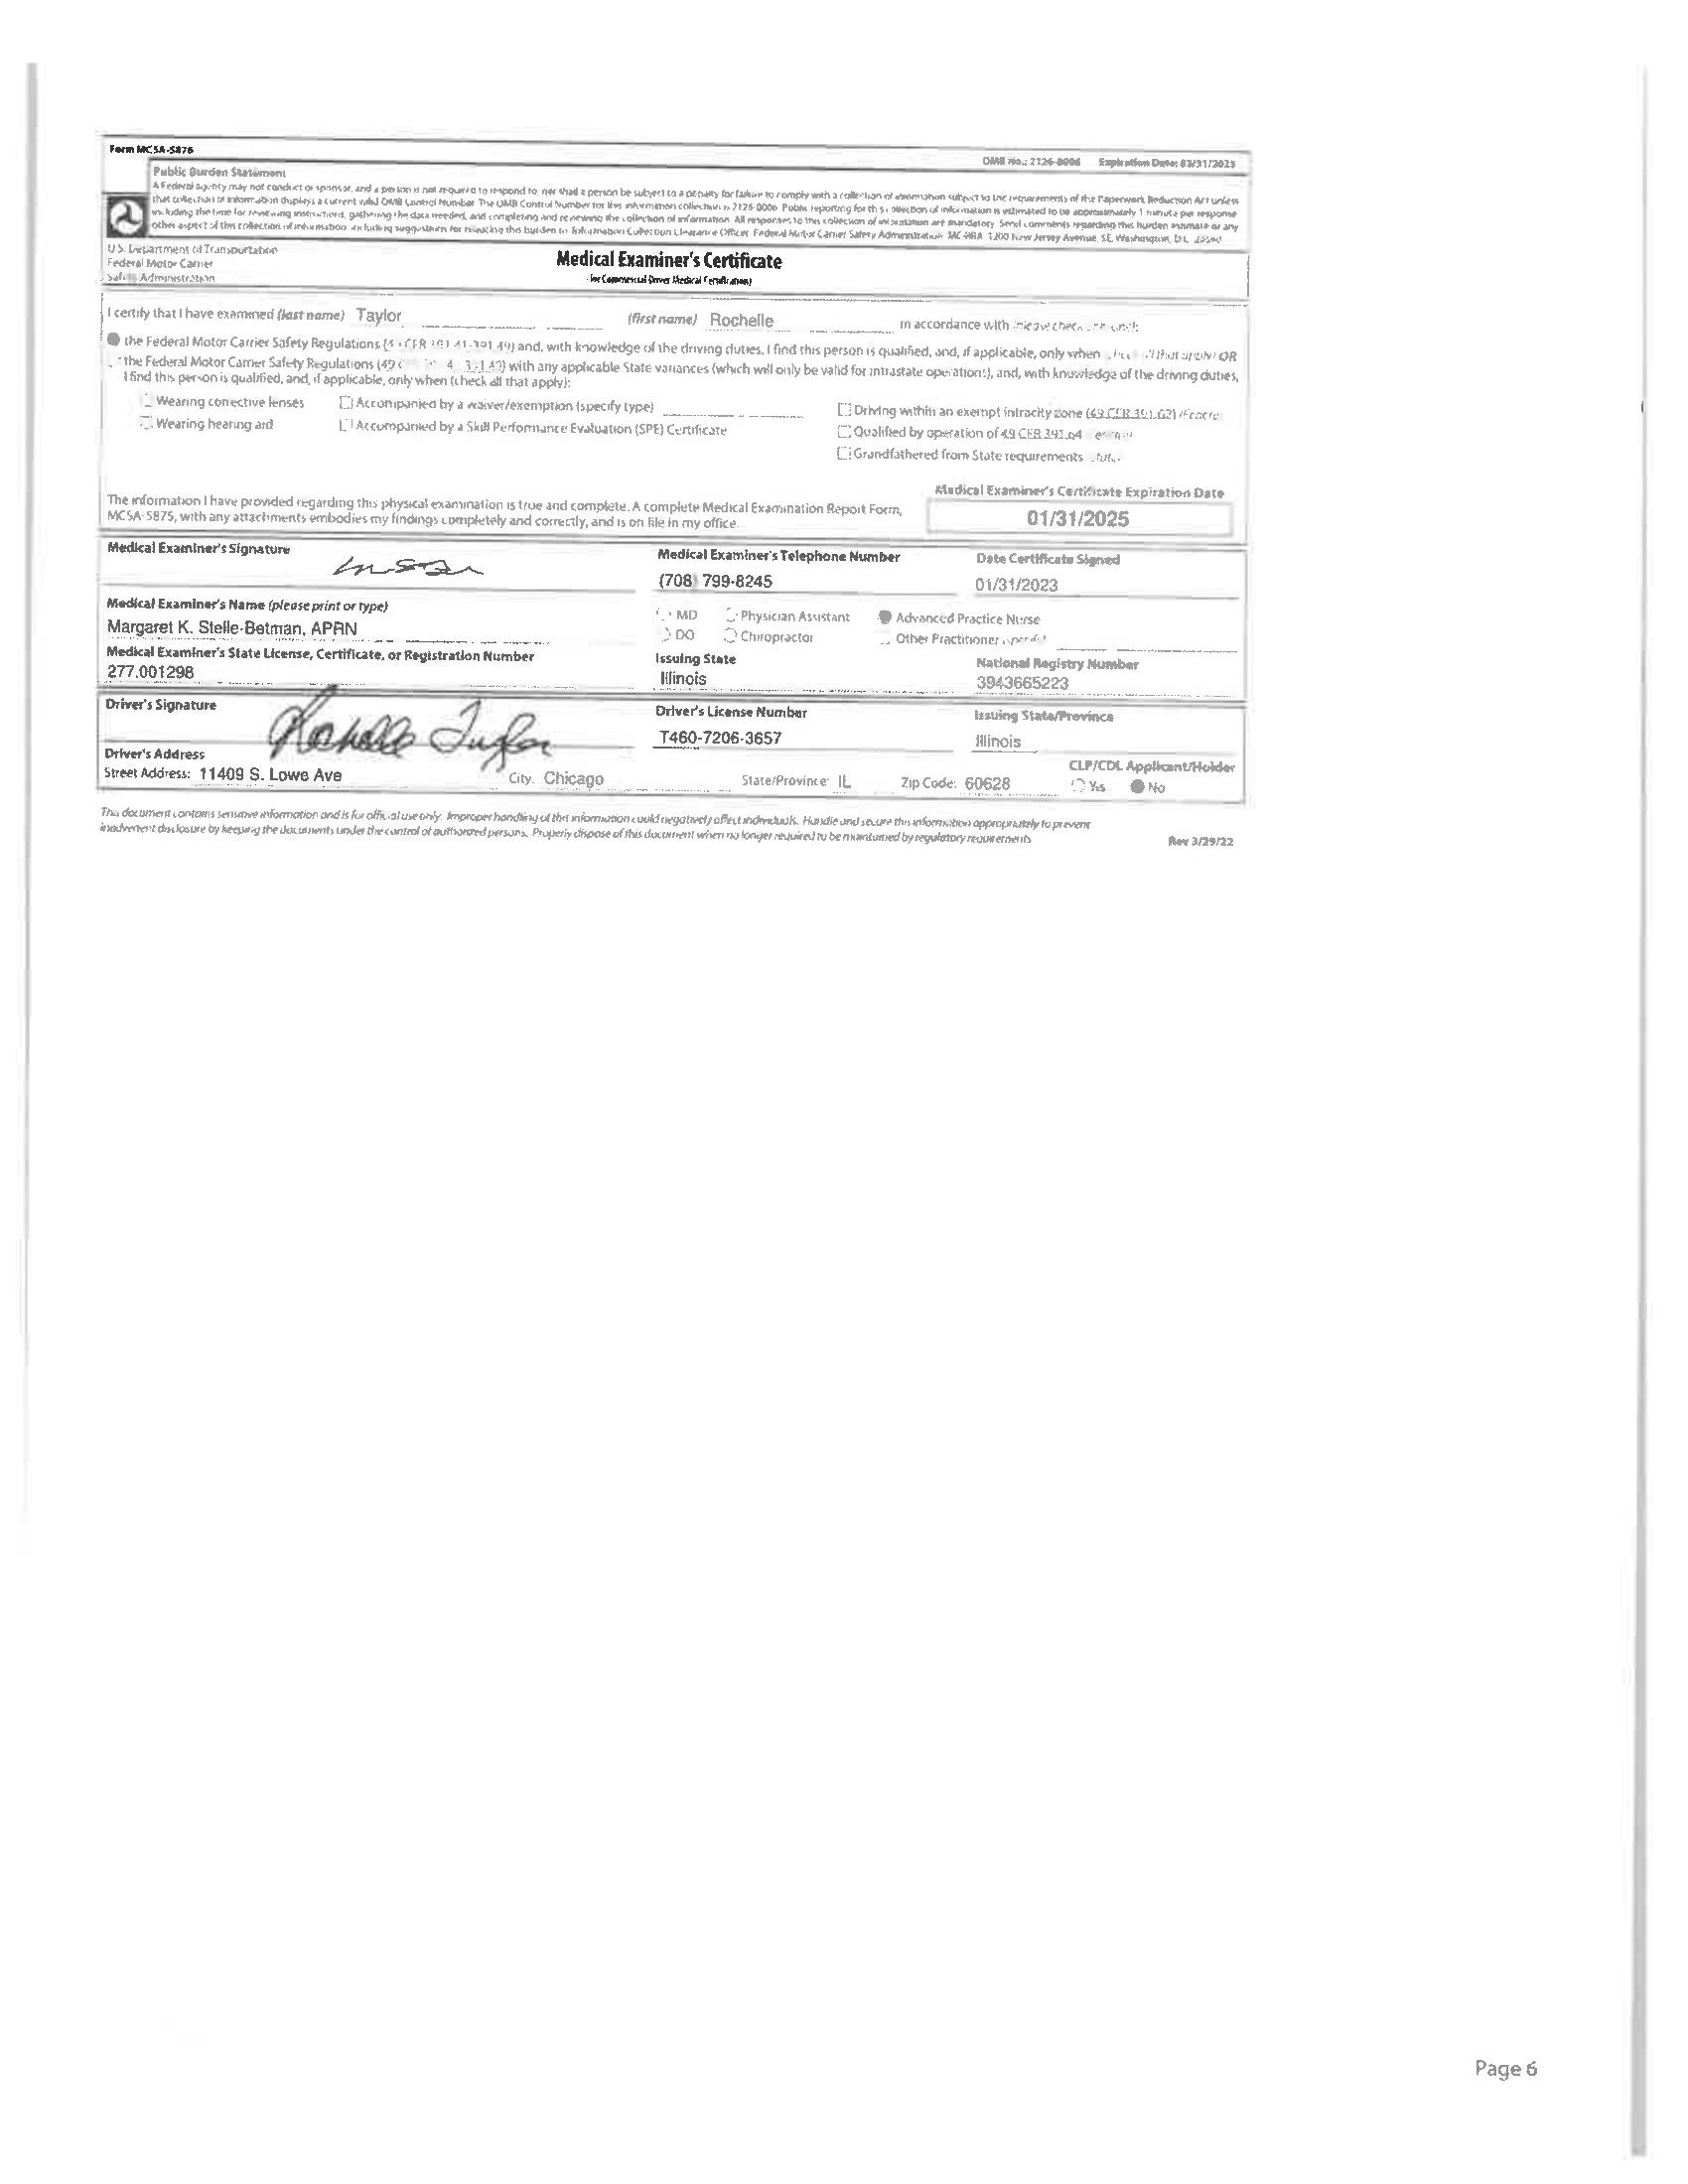 Form MCSA-5876
OMB No.: 2126-0006 Expiration Date: 03/31/2025
Public Burden Statement
A Federal agency may not conduct or sponsor, and a person is not required to respond to, nor shall a person be subject to a penalty for failure to comply with a collection of information subject to the requirements of the Paperwork Reduction Act unless
that collection of information displays a current valid OMB Control Number. The OMB Control Number for this information collection is 2126-0006. Public reporting for this collection of information is estimated to be approximately 1 minute per response
including the time for reviewing instructions, gathering the data needed, and completing and reviewing the collection of information. All responses to this collection of information are mandatory. Send comments regarding this burden estimate or any
other aspect of this collection of information including suggestions for reducing this burden to Information Collection Clearance Officer, Federal Motor Carrier Safety Administration, MC-RRA, 1200 New Jersey Avenue, SE, Washington, D.C. 20590
U.S. Department of Transportation
Federal Motor Carrier
Safety Administration
Medical Examiner's Certificate
(for Commercial Driver Medical Certification)
I certify that I have examined (last name) Taylor (first name) Rochelle in accordance with (please check only one):
the Federal Motor Carrier Safety Regulations (49 CFR 391.41-391.49) and, with knowledge of the driving duties, I find this person is qualified, and, if applicable, only when all that apply) OR
the Federal Motor Carrier Safety Regulations (49 with any applicable State variances (which will only be valid for intrastate operations), and, with knowledge of the driving duties,
I find this person is qualified, and, if applicable, only when (check all that apply):
Wearing corrective lenses Accompanied by a waiver/exemption (specify type) Driving within an exempt intracity zone (49 CFR 391.62)
Wearing hearing aid Accompanied by a Skill Performance Evaluation (SPE) Certificate Qualified by operation of 49 CFR 391.64
Grandfathered from State requirements
The information I have provided regarding this physical examination is true and complete. A complete Medical Examination Report Form,
MCSA-5875, with any attachments embodies my findings completely and correctly, and is on file in my office.
Medical Examiner's Certificate Expiration Date
01/31/2025
Medical Examiner's Signature Medical Examiner's Telephone Number Date Certificate Signed
(708) 799-8245 01/31/2023
Medical Examiner's Name (please print or type) MD Physician Assistant Advanced Practice Nurse
Margaret K. Stelle-Betman, APRN DO Chiropractor Other Practitioner
Medical Examiner's State License, Certificate, or Registration Number Issuing State National Registry Number
277.001298 Illinois 3943665223
Driver's Signature Rochelle Taylor Driver's License Number Issuing State/Province
T460-7206-3657 Illinois
Driver's Address CLP/CDL Applicant/Holder
Street Address: 11409 S. Lowe Ave City: Chicago State/Province: IL Zip Code: 60628 Yes No
This document contains sensitive information and is for official use only. Improper handling of this information could negatively affect individuals. Handle and secure this information appropriately to prevent
inadvertent disclosure by keeping the documents under the control of authorized persons. Properly dispose of this document when no longer required to be maintained by regulatory requirements.
Rev 3/29/22
Page 6